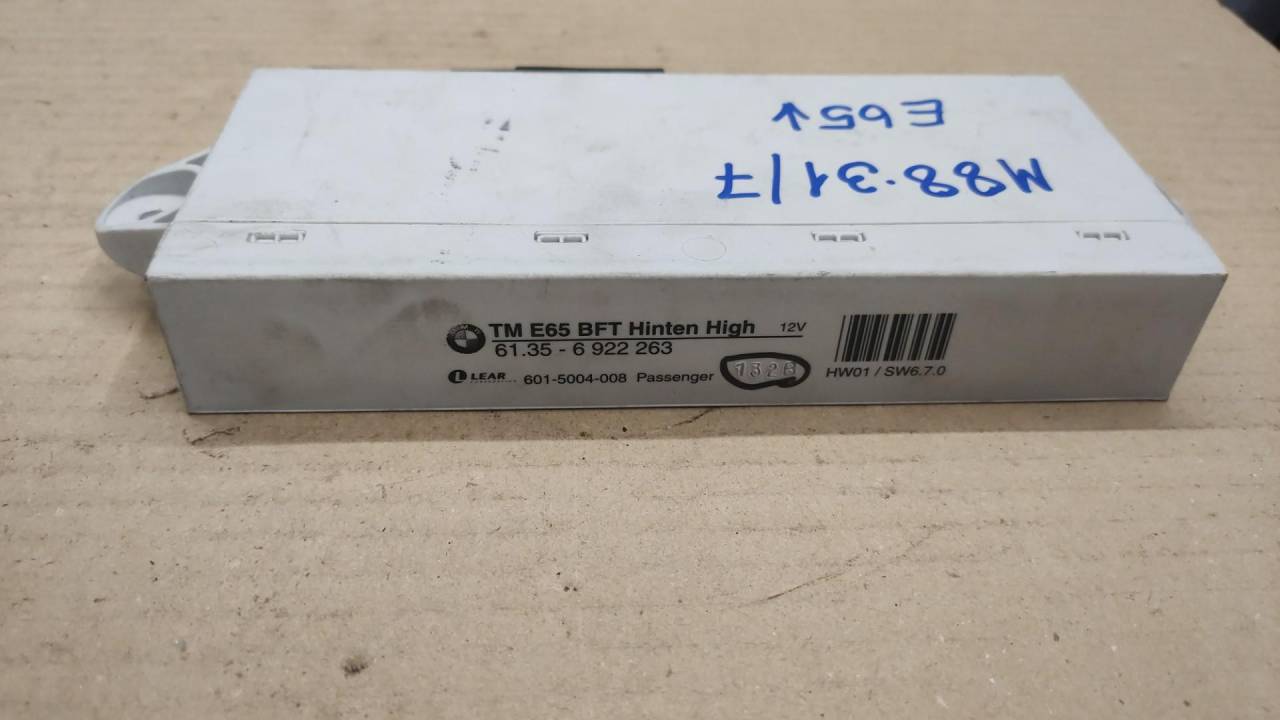 E65↓
M88.31/7
TM E65 BFT Hinten High 12V
61.35 - 6 922 263
LEAR 601-5004-008 Passenger 1326
HW01 / SW6.7.0